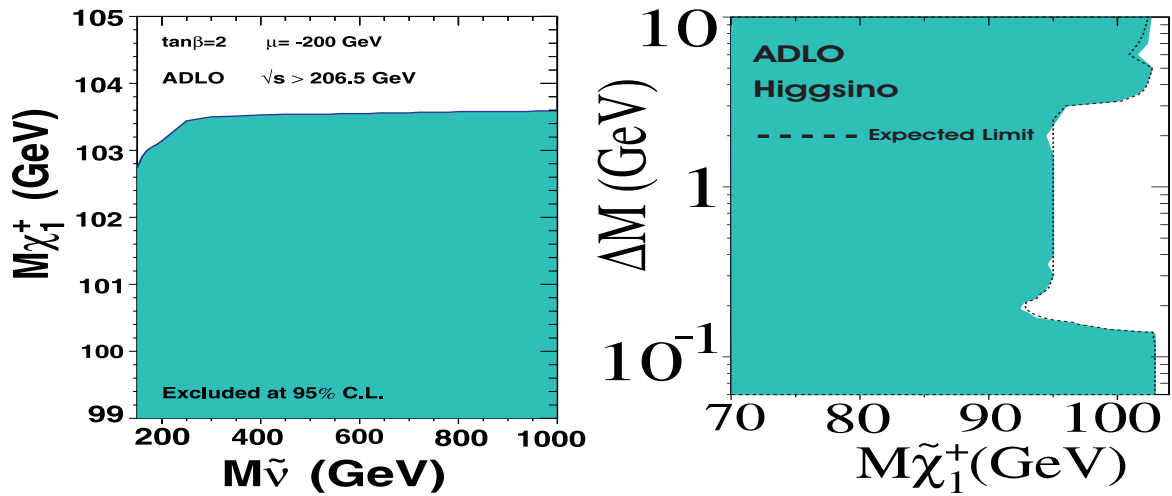 105
104
103
102
101
100
99
Mχ̃₁⁺ (GeV)
tanβ=2 μ= -200 GeV
ADLO √s > 206.5 GeV
Excluded at 95% C.L.
200 400 600 800 1000
Mν̃ (GeV)
10
1
10⁻¹
ΔM (GeV)
ADLO
Higgsino
Expected Limit
70 80 90 100
Mχ̃₁⁺(GeV)